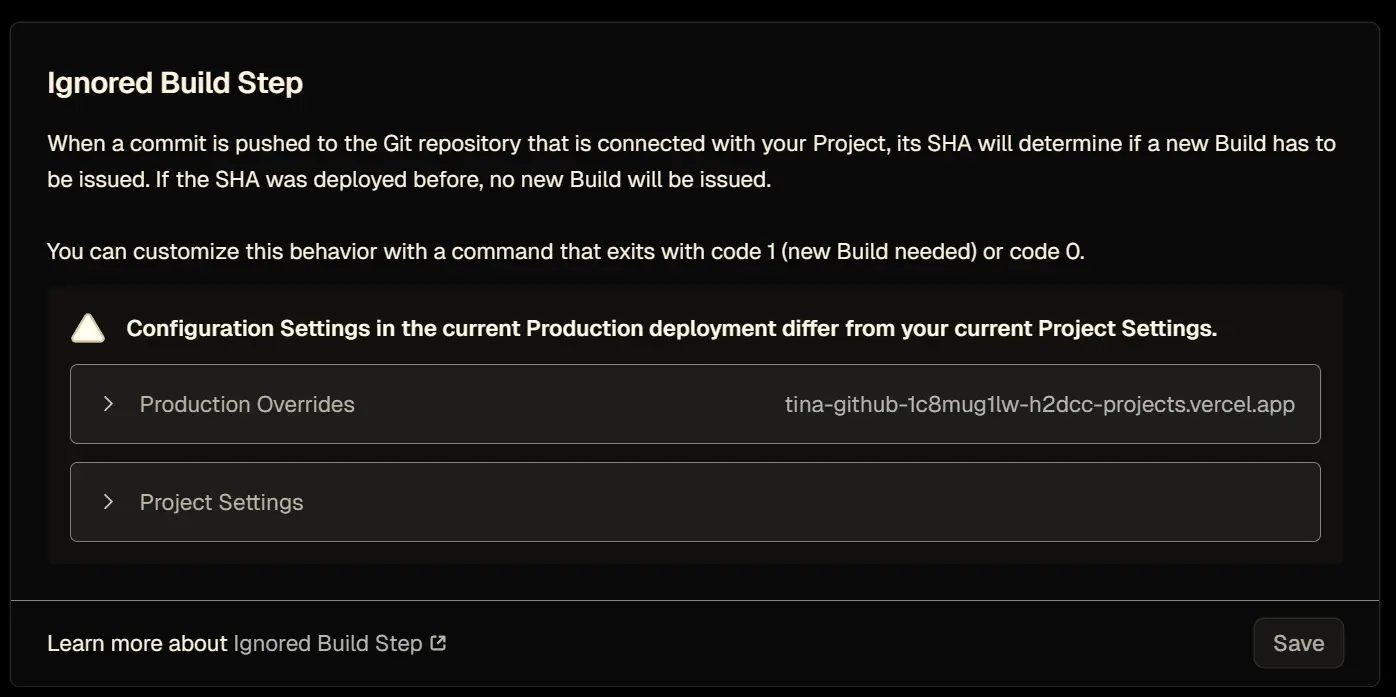 Ignored Build Step
When a commit is pushed to the Git repository that is connected with your Project, its SHA will determine if a new Build has to
be issued. If the SHA was deployed before, no new Build will be issued.
You can customize this behavior with a command that exits with code 1 (new Build needed) or code 0.
Configuration Settings in the current Production deployment differ from your current Project Settings.
Production Overrides tina-github-1c8mug1lw-h2dcc-projects.vercel.app
Project Settings
Learn more about Ignored Build Step Save